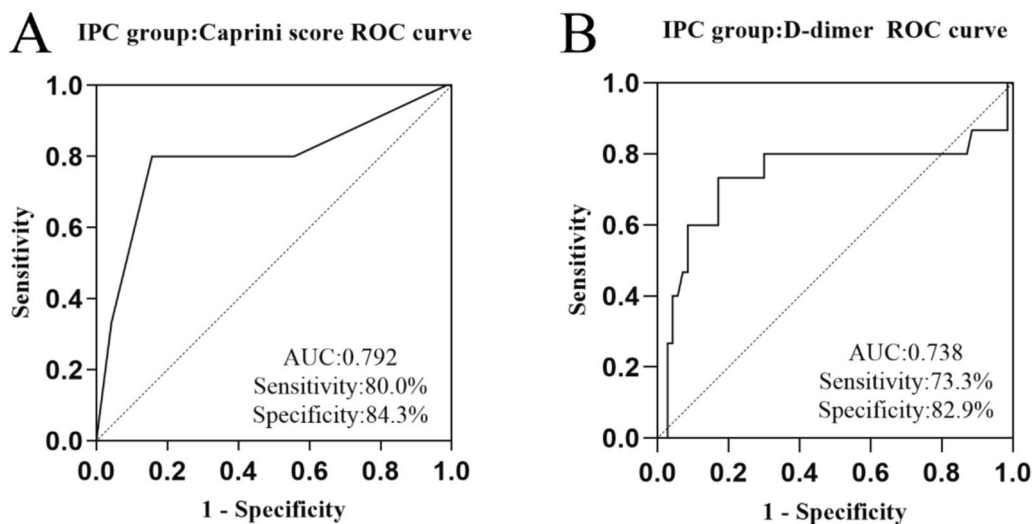 A
IPC group:Caprini score ROC curve
1.0
0.8
0.6
0.4
0.2
0.0
Sensitivity
AUC:0.792
Sensitivity:80.0%
Specificity:84.3%
0.0 0.2 0.4 0.6 0.8 1.0
1 - Specificity
B
IPC group:D-dimer ROC curve
1.0
0.8
0.6
0.4
0.2
0.0
Sensitivity
AUC:0.738
Sensitivity:73.3%
Specificity:82.9%
0.0 0.2 0.4 0.6 0.8 1.0
1 - Specificity